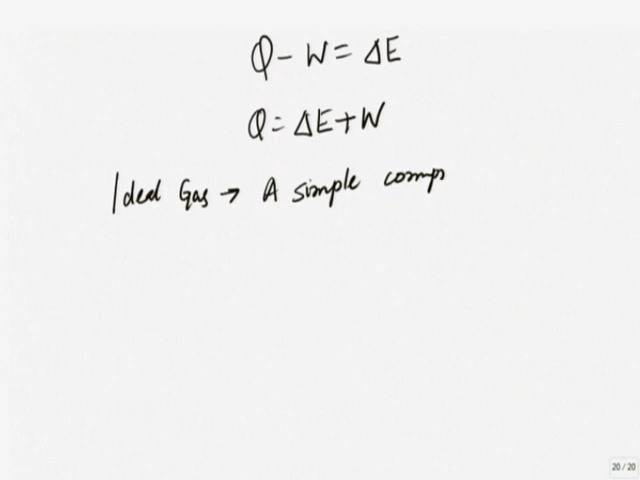 Q - W = ΔE
Q = ΔE + W
Ideal Gas → A simple comp
20 / 20